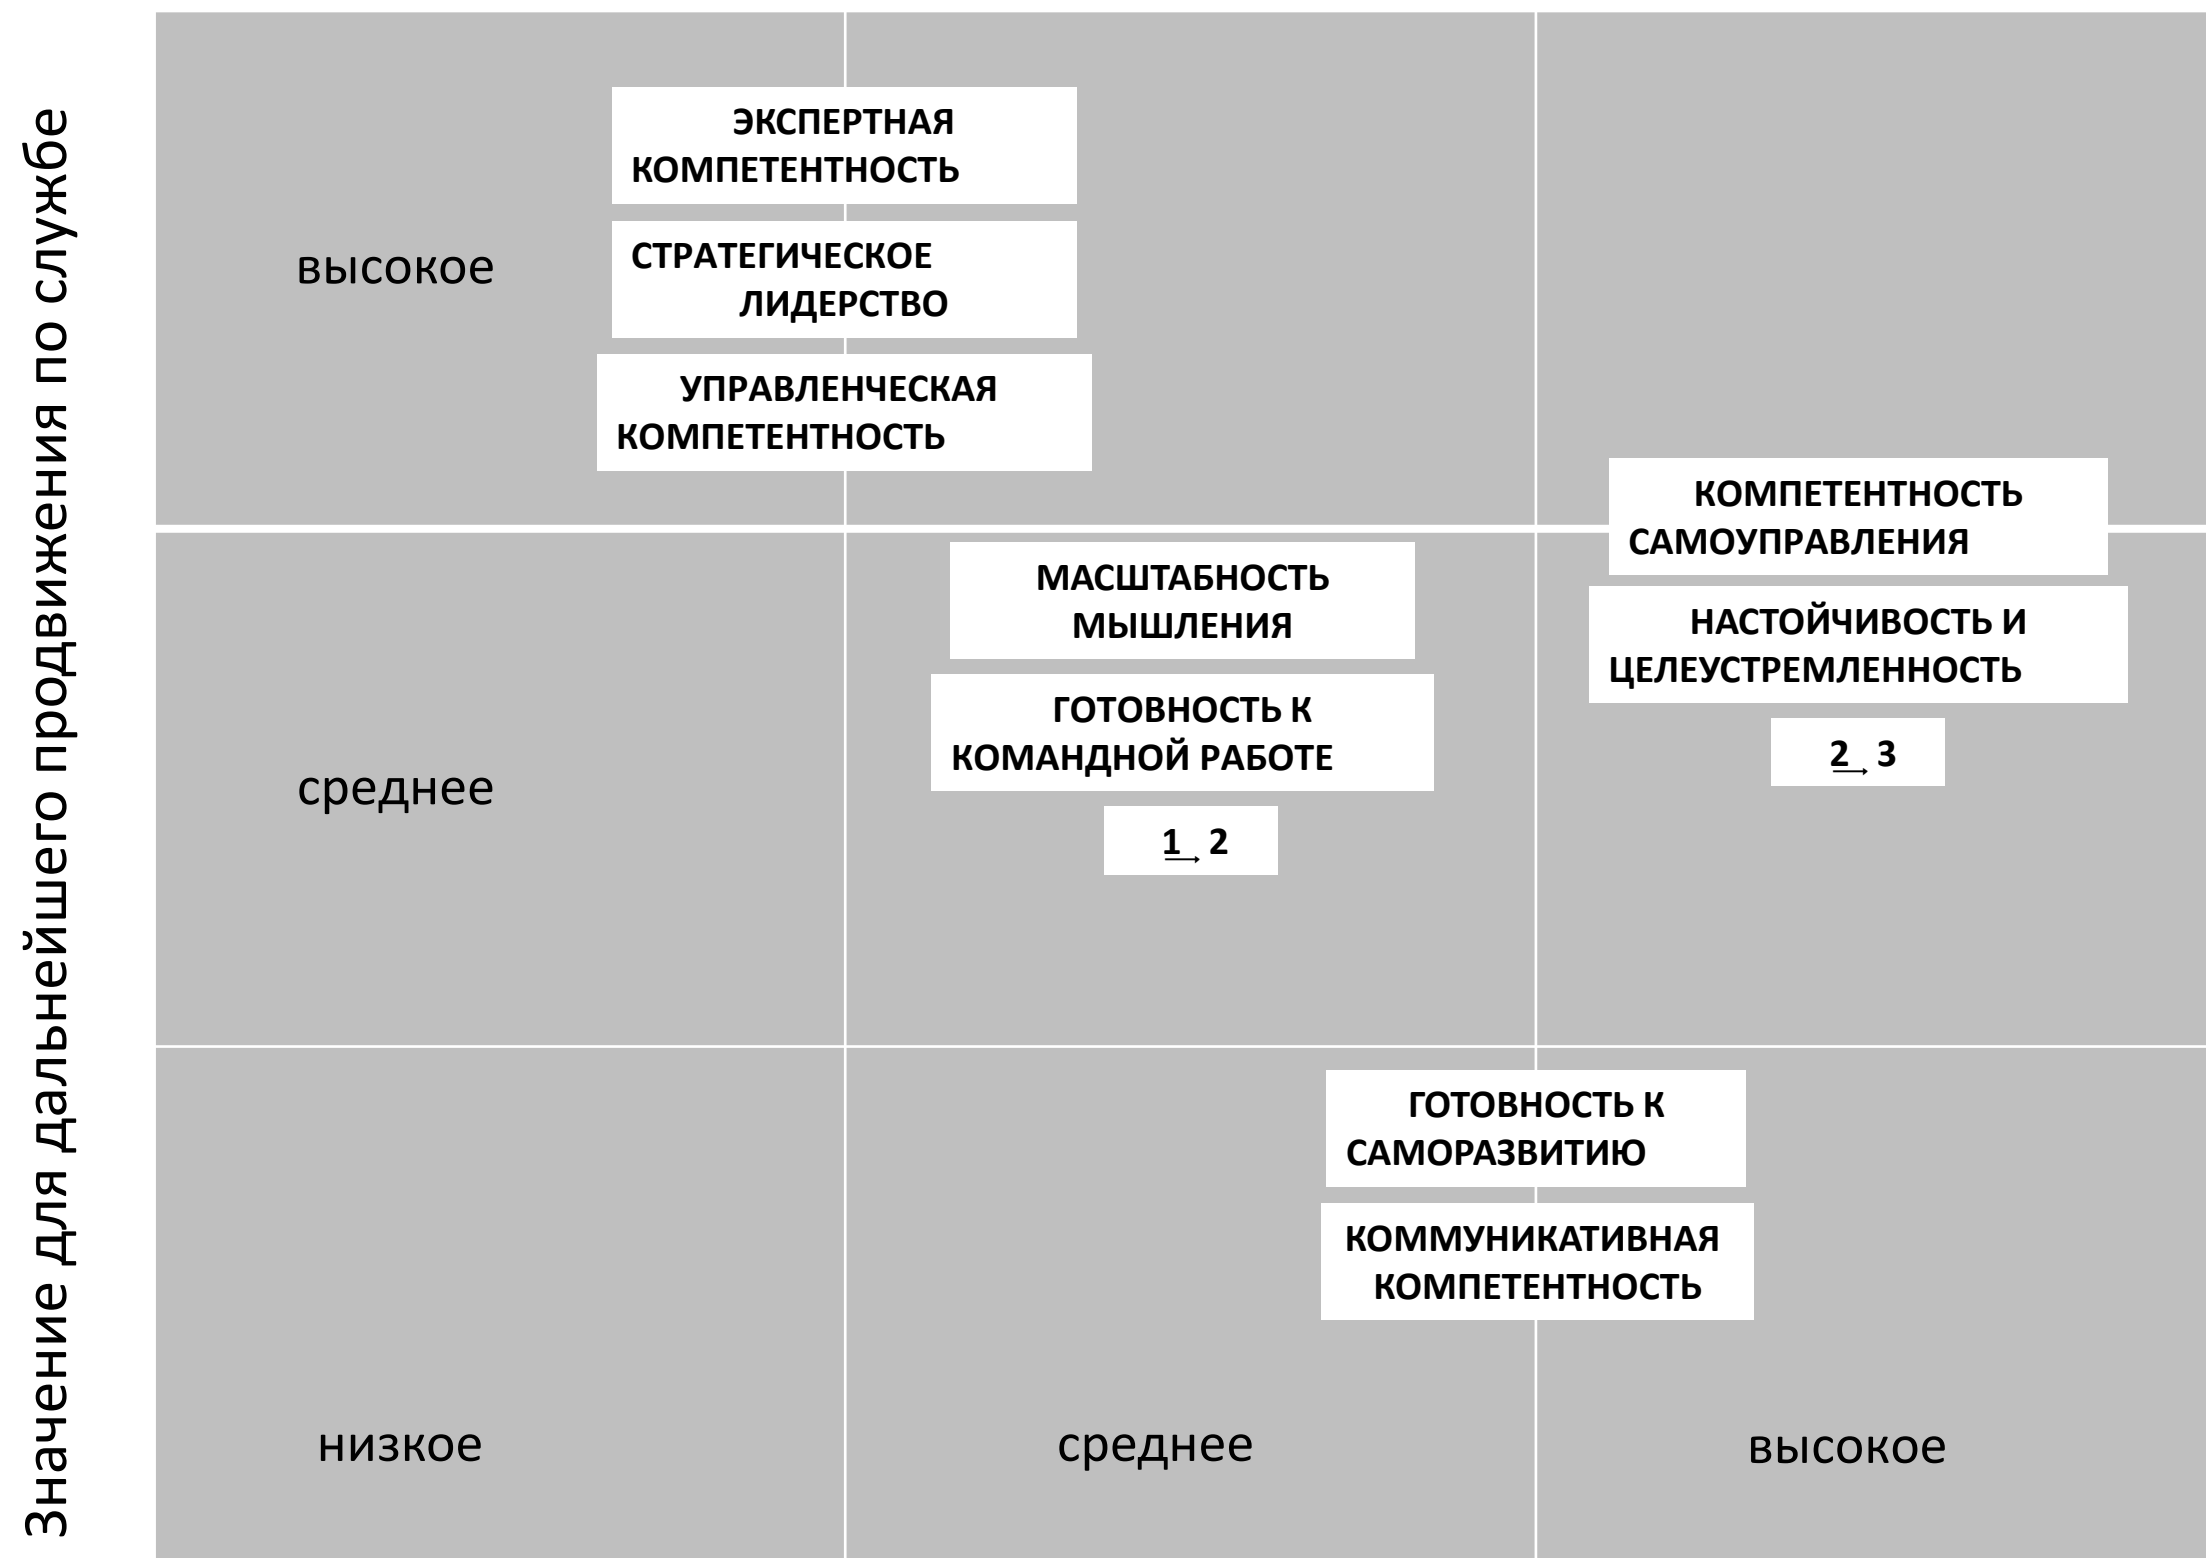 Значение для дальнейшего продвижения по службе
высокое
ЭКСПЕРТНАЯ
КОМПЕТЕНТНОСТЬ
СТРАТЕГИЧЕСКОЕ
ЛИДЕРСТВО
УПРАВЛЕНЧЕСКАЯ
КОМПЕТЕНТНОСТЬ
КОМПЕТЕНТНОСТЬ
САМОУПРАВЛЕНИЯ
НАСТОЙЧИВОСТЬ И
ЦЕЛЕУСТРЕМЛЕННОСТЬ
2 → 3
среднее
МАСШТАБНОСТЬ
МЫШЛЕНИЯ
ГОТОВНОСТЬ К
КОМАНДНОЙ РАБОТЕ
1 → 2
ГОТОВНОСТЬ К
САМОРАЗВИТИЮ
КОММУНИКАТИВНАЯ
КОМПЕТЕНТНОСТЬ
низкое
среднее
высокое